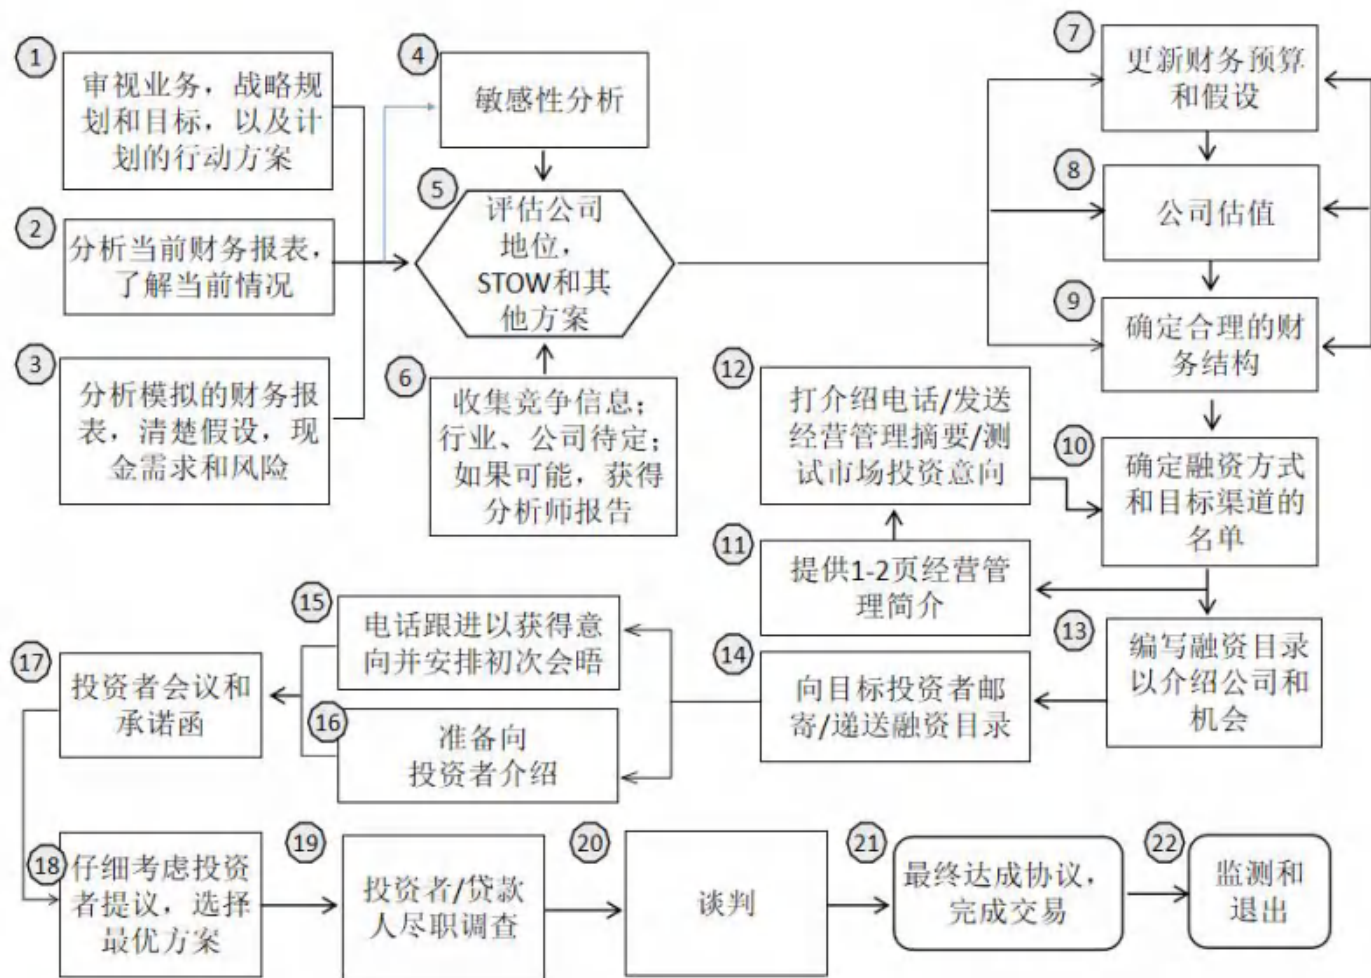 1
审视业务，战略规
划和目标，以及计
划的行动方案
2
分析当前财务报表，
了解当前情况
3
分析模拟的财务报
表，清楚假设，现
金需求和风险
4
敏感性分析
5
评估公司
地位，
STOW和其
他方案
6
收集竞争信息；
行业、公司待定；
如果可能，获得
分析师报告
7
更新财务预算
和假设
8
公司估值
9
确定合理的财
务结构
10
确定融资方式
和目标渠道的
名单
11
提供1-2页经营管
理简介
12
打介绍电话/发送
经营管理摘要/测
试市场投资意向
13
编写融资目录
以介绍公司和
机会
14
向目标投资者邮
寄/递送融资目录
15
电话跟进以获得意
向并安排初次会晤
16
准备向
投资者介绍
17
投资者会议和
承诺函
18
仔细考虑投资
者提议，选择
最优方案
19
投资者/贷款
人尽职调查
20
谈判
21
最终达成协议，
完成交易
22
监测和
退出